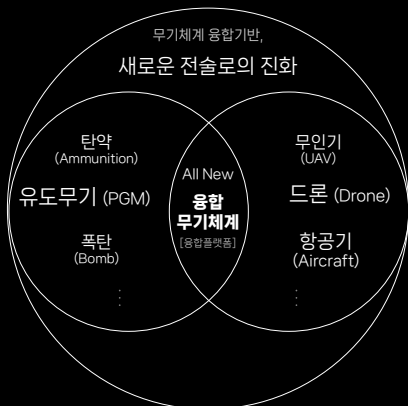 무기체계 융합기반,
새로운 전술로의 진화
탄약
(Ammunition)
유도무기 (PGM)
폭탄
(Bomb)
All New
융합
무기체계
[융합플랫폼]
무인기
(UAV)
드론 (Drone)
항공기
(Aircraft)